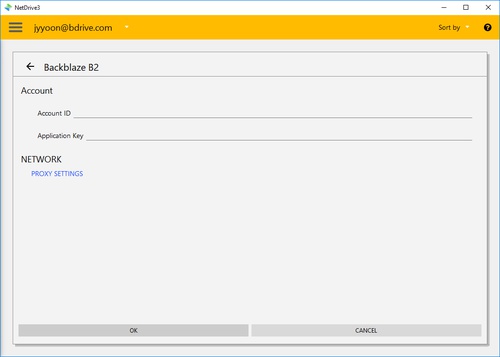 NetDrive3
jyyoon@bdrive.com
Sort by
Backblaze B2
Account
Account ID
Application Key
NETWORK
PROXY SETTINGS
OK
CANCEL